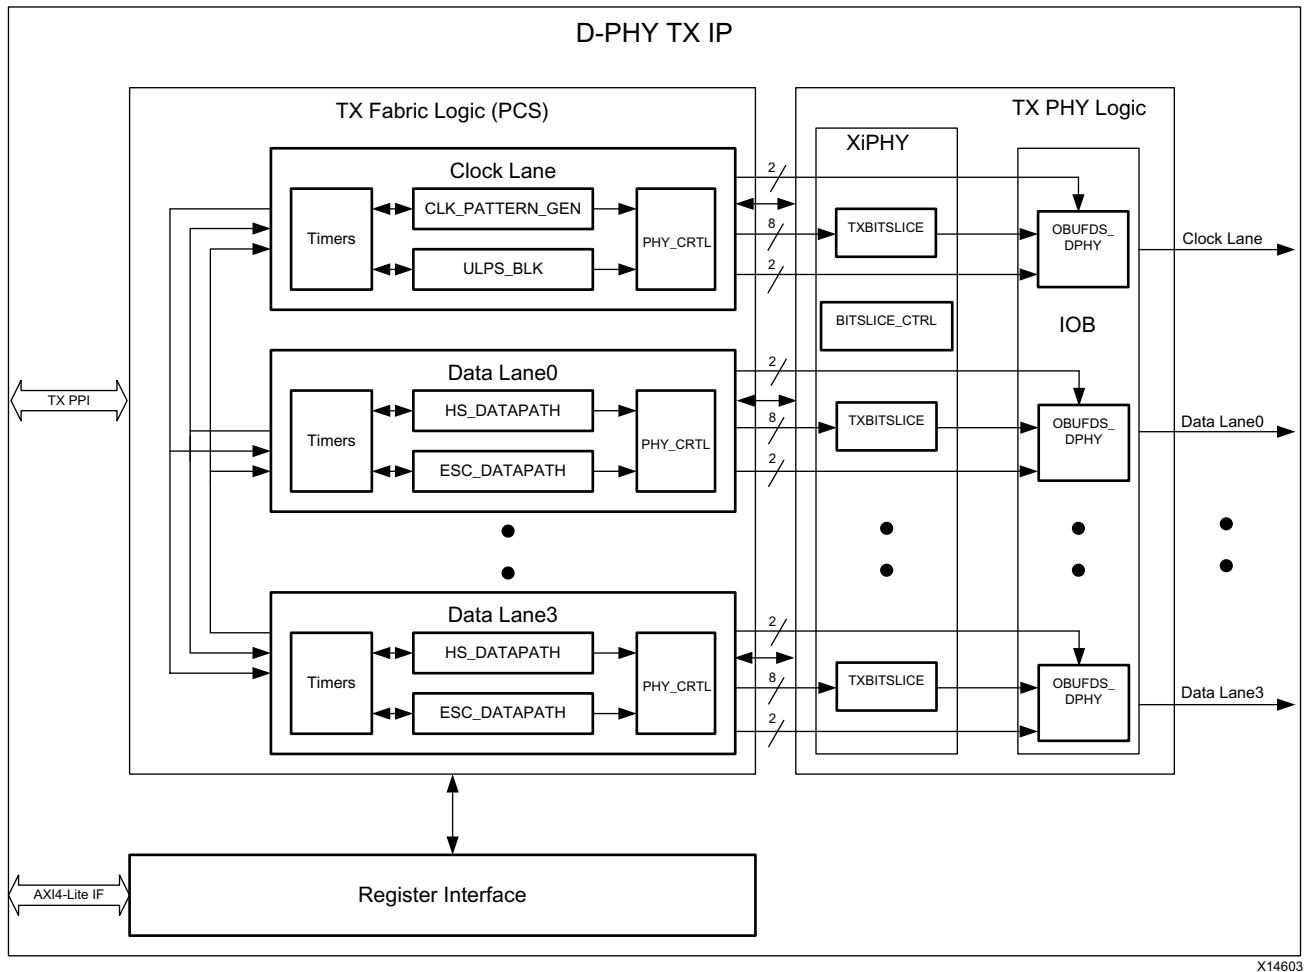 D-PHY TX IP
TX Fabric Logic (PCS)
TX PHY Logic
XiPHY
Clock Lane
Timers
CLK_PATTERN_GEN
ULPS_BLK
PHY_CRTL
2
8
2
TXBITSLICE
OBUFDS_
DPHY
Clock Lane
BITSLICE_CTRL
IOB
TX PPI
Data Lane0
Timers
HS_DATAPATH
ESC_DATAPATH
PHY_CRTL
2
8
2
TXBITSLICE
OBUFDS_
DPHY
Data Lane0
Data Lane3
Timers
HS_DATAPATH
ESC_DATAPATH
PHY_CRTL
2
8
2
TXBITSLICE
OBUFDS_
DPHY
Data Lane3
AXI4-Lite IF
Register Interface
X14603